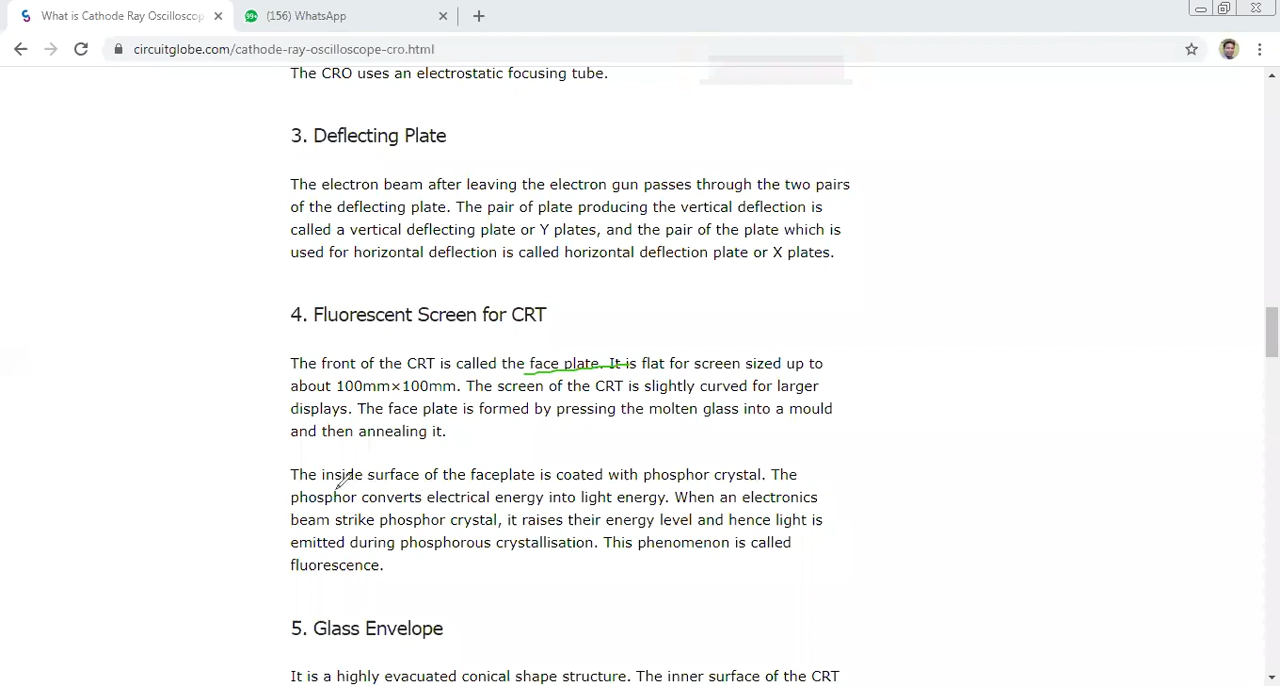 What is Cathode Ray Oscilloscop
99+ (156) WhatsApp
circuitglobe.com/cathode-ray-oscilloscope-cro.html
The CRO uses an electrostatic focusing tube.
3. Deflecting Plate
The electron beam after leaving the electron gun passes through the two pairs
of the deflecting plate. The pair of plate producing the vertical deflection is
called a vertical deflecting plate or Y plates, and the pair of the plate which is
used for horizontal deflection is called horizontal deflection plate or X plates.
4. Fluorescent Screen for CRT
The front of the CRT is called the face plate. It is flat for screen sized up to
about 100mm×100mm. The screen of the CRT is slightly curved for larger
displays. The face plate is formed by pressing the molten glass into a mould
and then annealing it.
The inside surface of the faceplate is coated with phosphor crystal. The
phosphor converts electrical energy into light energy. When an electronics
beam strike phosphor crystal, it raises their energy level and hence light is
emitted during phosphorous crystallisation. This phenomenon is called
fluorescence.
5. Glass Envelope
It is a highly evacuated conical shape structure. The inner surface of the CRT